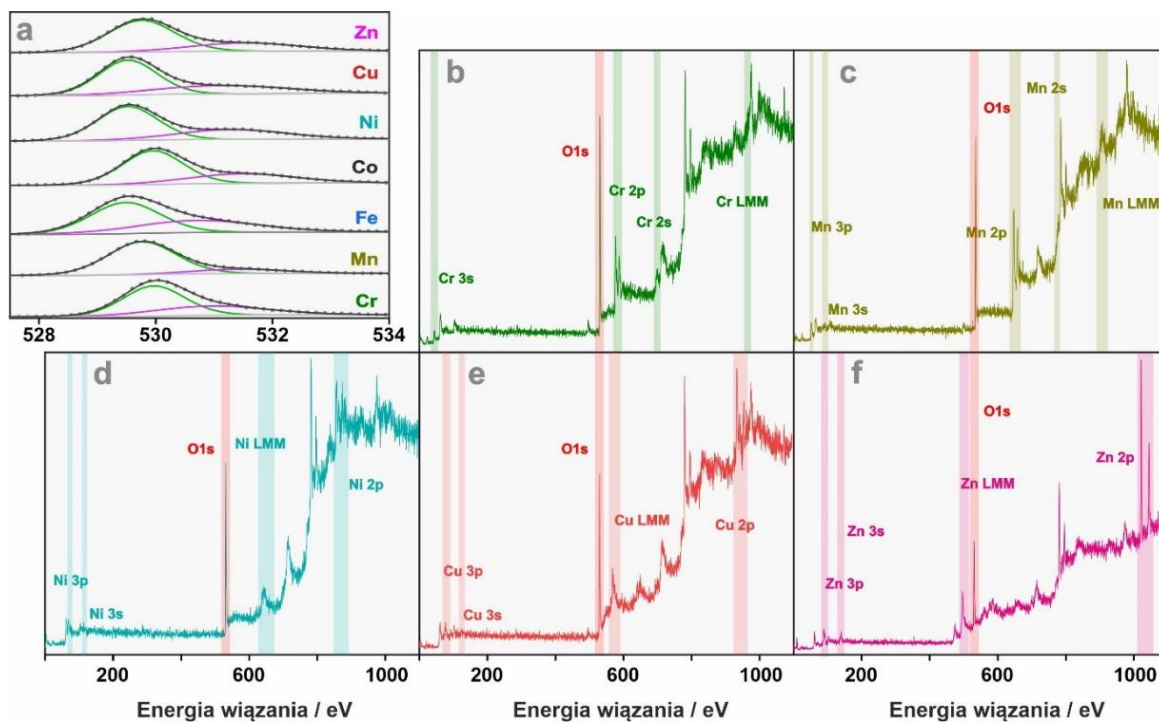 a
Zn
Cu
Ni
Co
Fe
Mn
Cr
528 530 532 534
b
O1s
Cr 2p
Cr 2s
Cr LMM
Cr 3s
c
Mn 2s
O1s
Mn 3p
Mn 2p
Mn LMM
Mn 3s
d
O1s
Ni LMM
Ni 2p
Ni 3p
Ni 3s
200 600 1000
Energia wiązania / eV
e
O1s
Cu LMM
Cu 2p
Cu 3p
Cu 3s
200 600 1000
Energia wiązania / eV
f
O1s
Zn 2p
Zn LMM
Zn 3s
Zn 3p
200 600 1000
Energia wiązania / eV